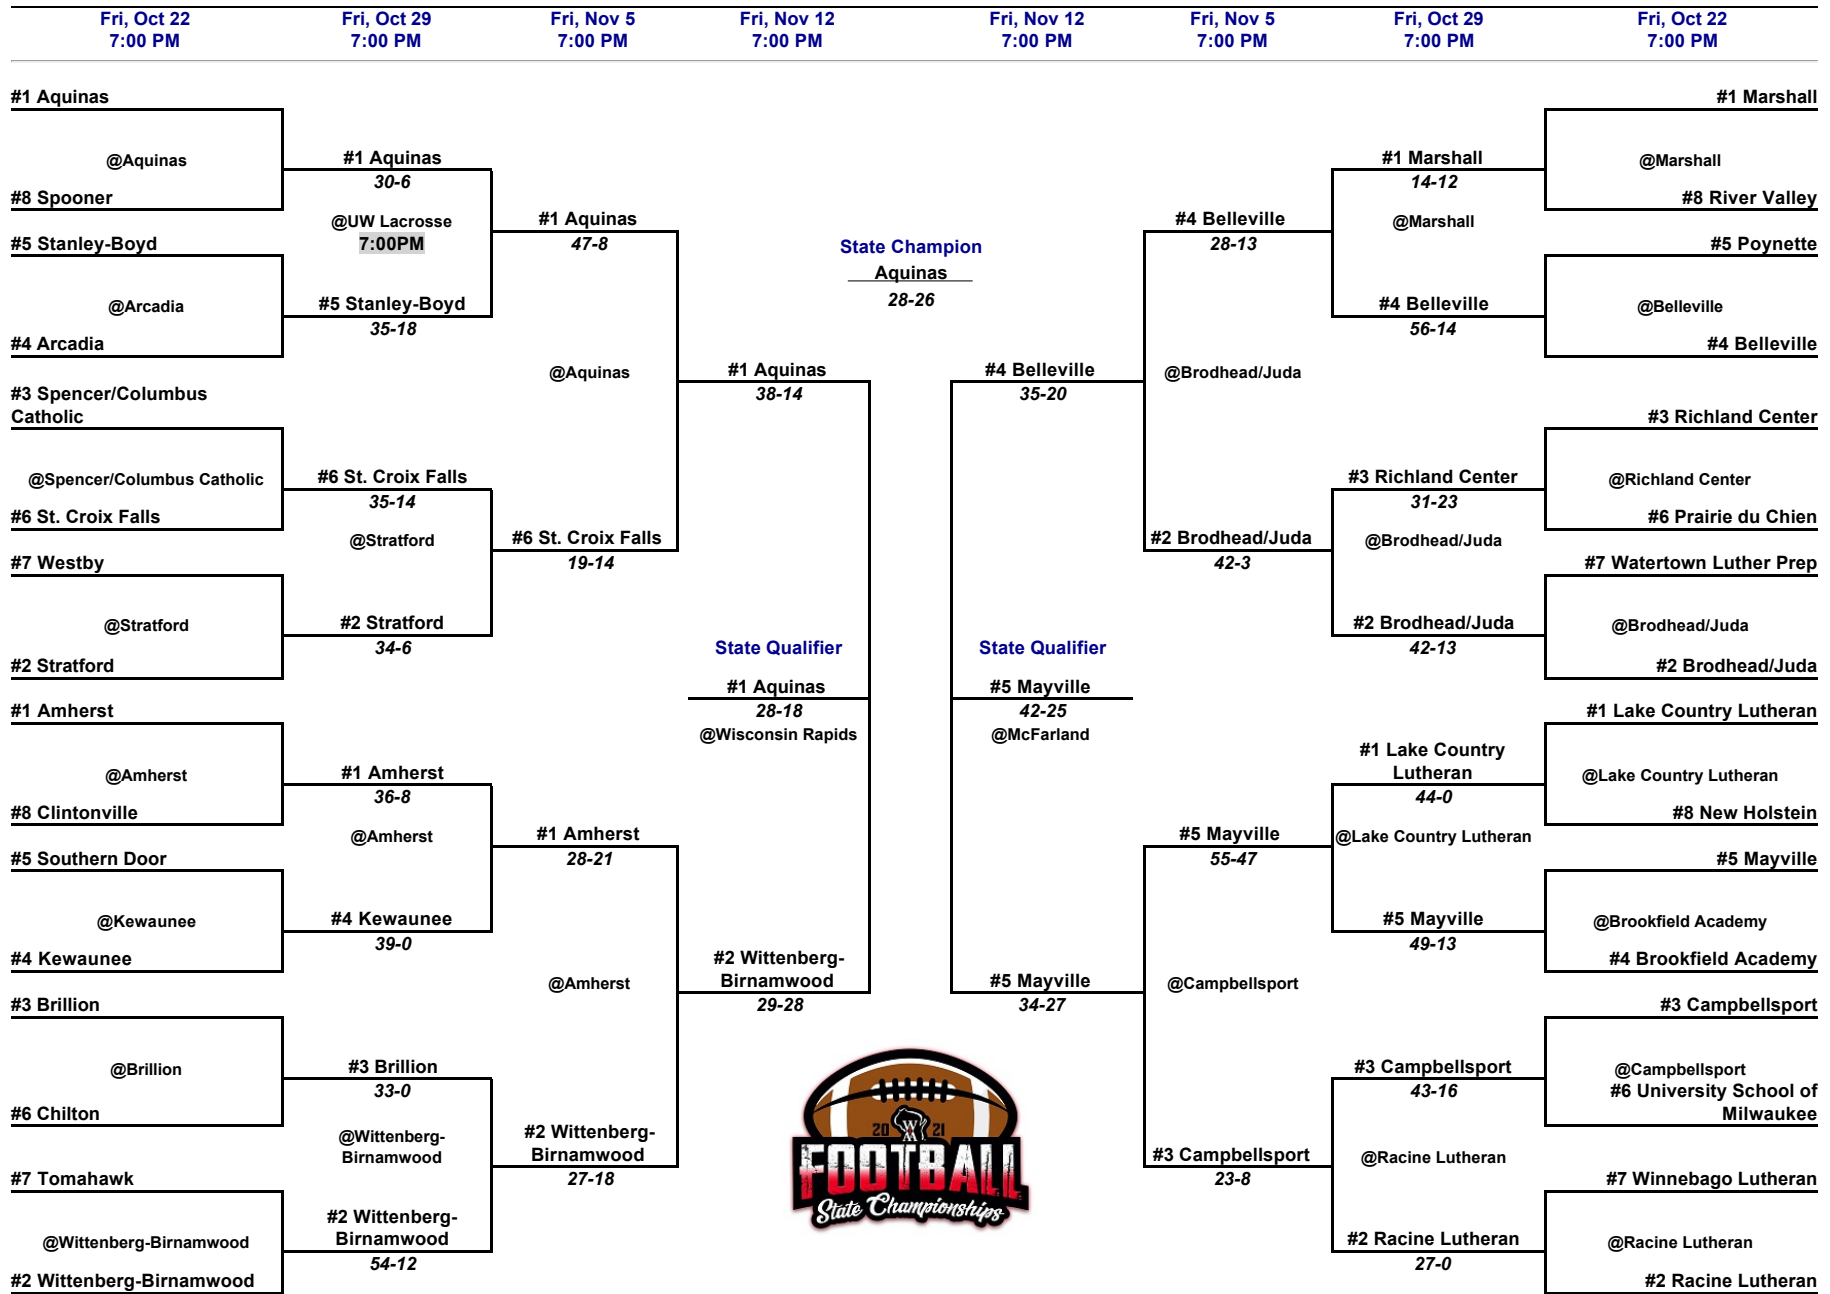 Fri, Oct 22
7:00 PM
Fri, Oct 29
7:00 PM
Fri, Nov 5
7:00 PM
Fri, Nov 12
7:00 PM
Fri, Nov 12
7:00 PM
Fri, Nov 5
7:00 PM
Fri, Oct 29
7:00 PM
Fri, Oct 22
7:00 PM
#1 Aquinas
@Aquinas
#8 Spooner
#5 Stanley-Boyd
@Arcadia
#4 Arcadia
#3 Spencer/Columbus
Catholic
@Spencer/Columbus Catholic
#6 St. Croix Falls
#7 Westby
@Stratford
#2 Stratford
#1 Amherst
@Amherst
#8 Clintonville
#5 Southern Door
@Kewaunee
#4 Kewaunee
#3 Brillion
@Brillion
#6 Chilton
#7 Tomahawk
@Wittenberg-Birnamwood
#2 Wittenberg-Birnamwood
#1 Aquinas
30-6
@UW Lacrosse
7:00PM
#5 Stanley-Boyd
35-18
#6 St. Croix Falls
35-14
@Stratford
#2 Stratford
34-6
#1 Amherst
36-8
@Amherst
#4 Kewaunee
39-0
#3 Brillion
33-0
@Wittenberg-
Birnamwood
#2 Wittenberg-
Birnamwood
54-12
#1 Aquinas
47-8
@Aquinas
#6 St. Croix Falls
19-14
#1 Amherst
28-21
@Amherst
#2 Wittenberg-
Birnamwood
27-18
#1 Aquinas
38-14
State Qualifier
#1 Aquinas
28-18
@Wisconsin Rapids
#2 Wittenberg-
Birnamwood
29-28
State Champion
Aquinas
28-26
20 W 21
FOOTBALL
State Championships
#4 Belleville
35-20
State Qualifier
#5 Mayville
42-25
@McFarland
#5 Mayville
34-27
#4 Belleville
28-13
@Brodhead/Juda
#2 Brodhead/Juda
42-3
#5 Mayville
55-47
@Campbellsport
#3 Campbellsport
23-8
#1 Marshall
14-12
@Marshall
#4 Belleville
56-14
#3 Richland Center
31-23
@Brodhead/Juda
#2 Brodhead/Juda
42-13
#1 Lake Country
Lutheran
44-0
@Lake Country Lutheran
#5 Mayville
49-13
#3 Campbellsport
43-16
@Racine Lutheran
#2 Racine Lutheran
27-0
#1 Marshall
@Marshall
#8 River Valley
#5 Poynette
@Belleville
#4 Belleville
#3 Richland Center
@Richland Center
#6 Prairie du Chien
#7 Watertown Luther Prep
@Brodhead/Juda
#2 Brodhead/Juda
#1 Lake Country Lutheran
@Lake Country Lutheran
#8 New Holstein
#5 Mayville
@Brookfield Academy
#4 Brookfield Academy
#3 Campbellsport
@Campbellsport
#6 University School of
Milwaukee
#7 Winnebago Lutheran
@Racine Lutheran
#2 Racine Lutheran